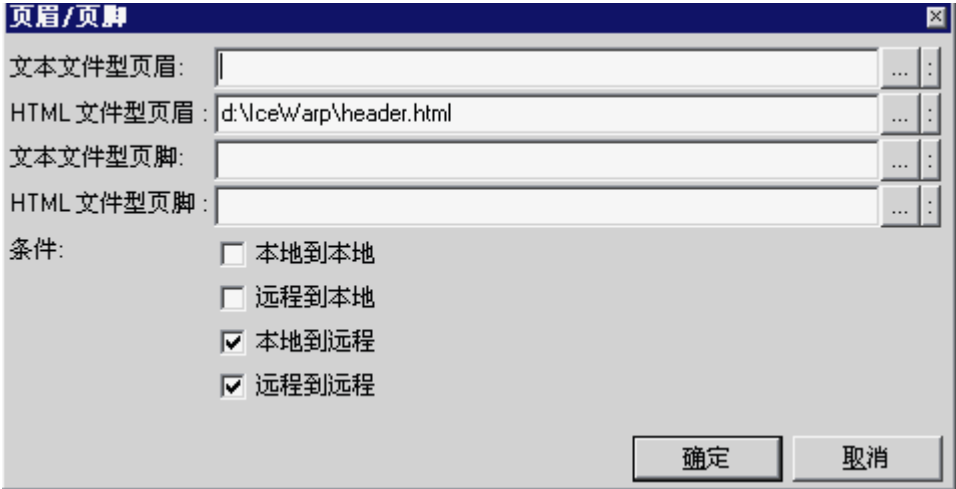 页眉/页脚
文本文件型页眉: ... :
HTML 文件型页眉 : d:\IceWarp\header.html ... :
文本文件型页脚: ... :
HTML 文件型页脚 : ... :
条件: 本地到本地
远程到本地
本地到远程
远程到远程
确定 取消